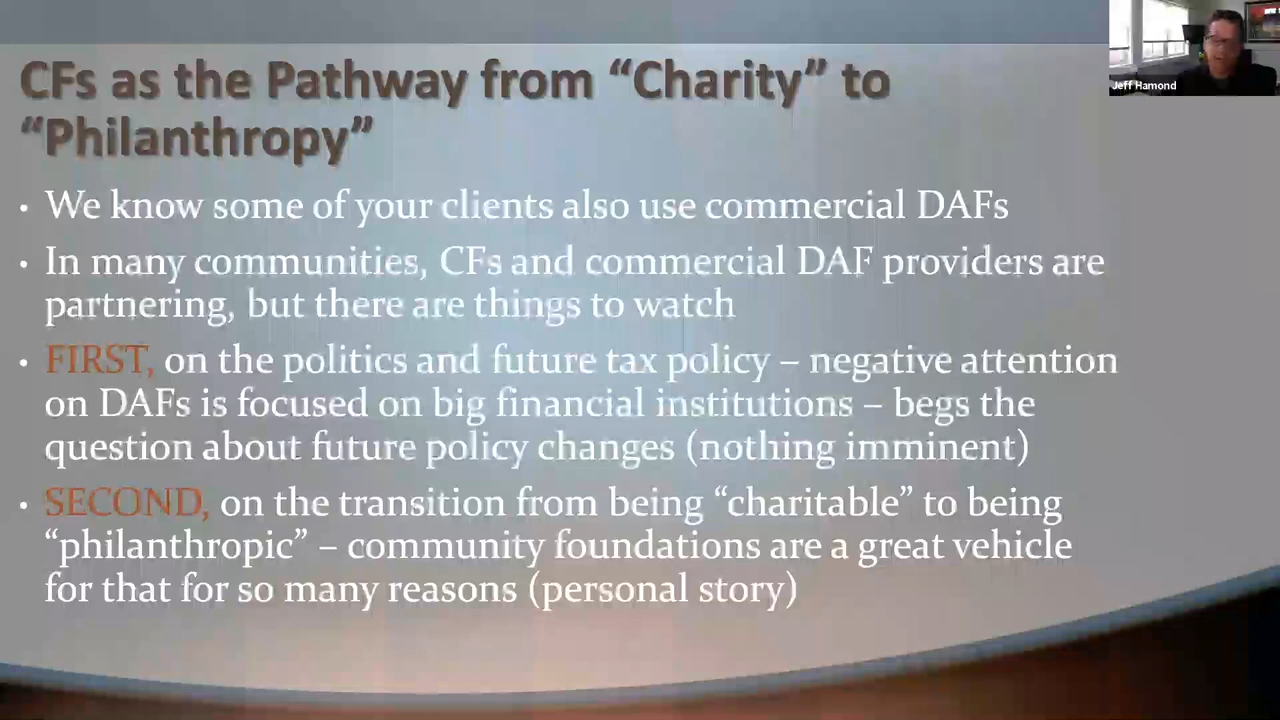 CFs as the Pathway from “Charity” to
“Philanthropy”
• We know some of your clients also use commercial DAFs
• In many communities, CFs and commercial DAF providers are
partnering, but there are things to watch
• FIRST, on the politics and future tax policy – negative attention
on DAFs is focused on big financial institutions – begs the
question about future policy changes (nothing imminent)
• SECOND, on the transition from being “charitable” to being
“philanthropic” – community foundations are a great vehicle
for that for so many reasons (personal story)
Jeff Hamond